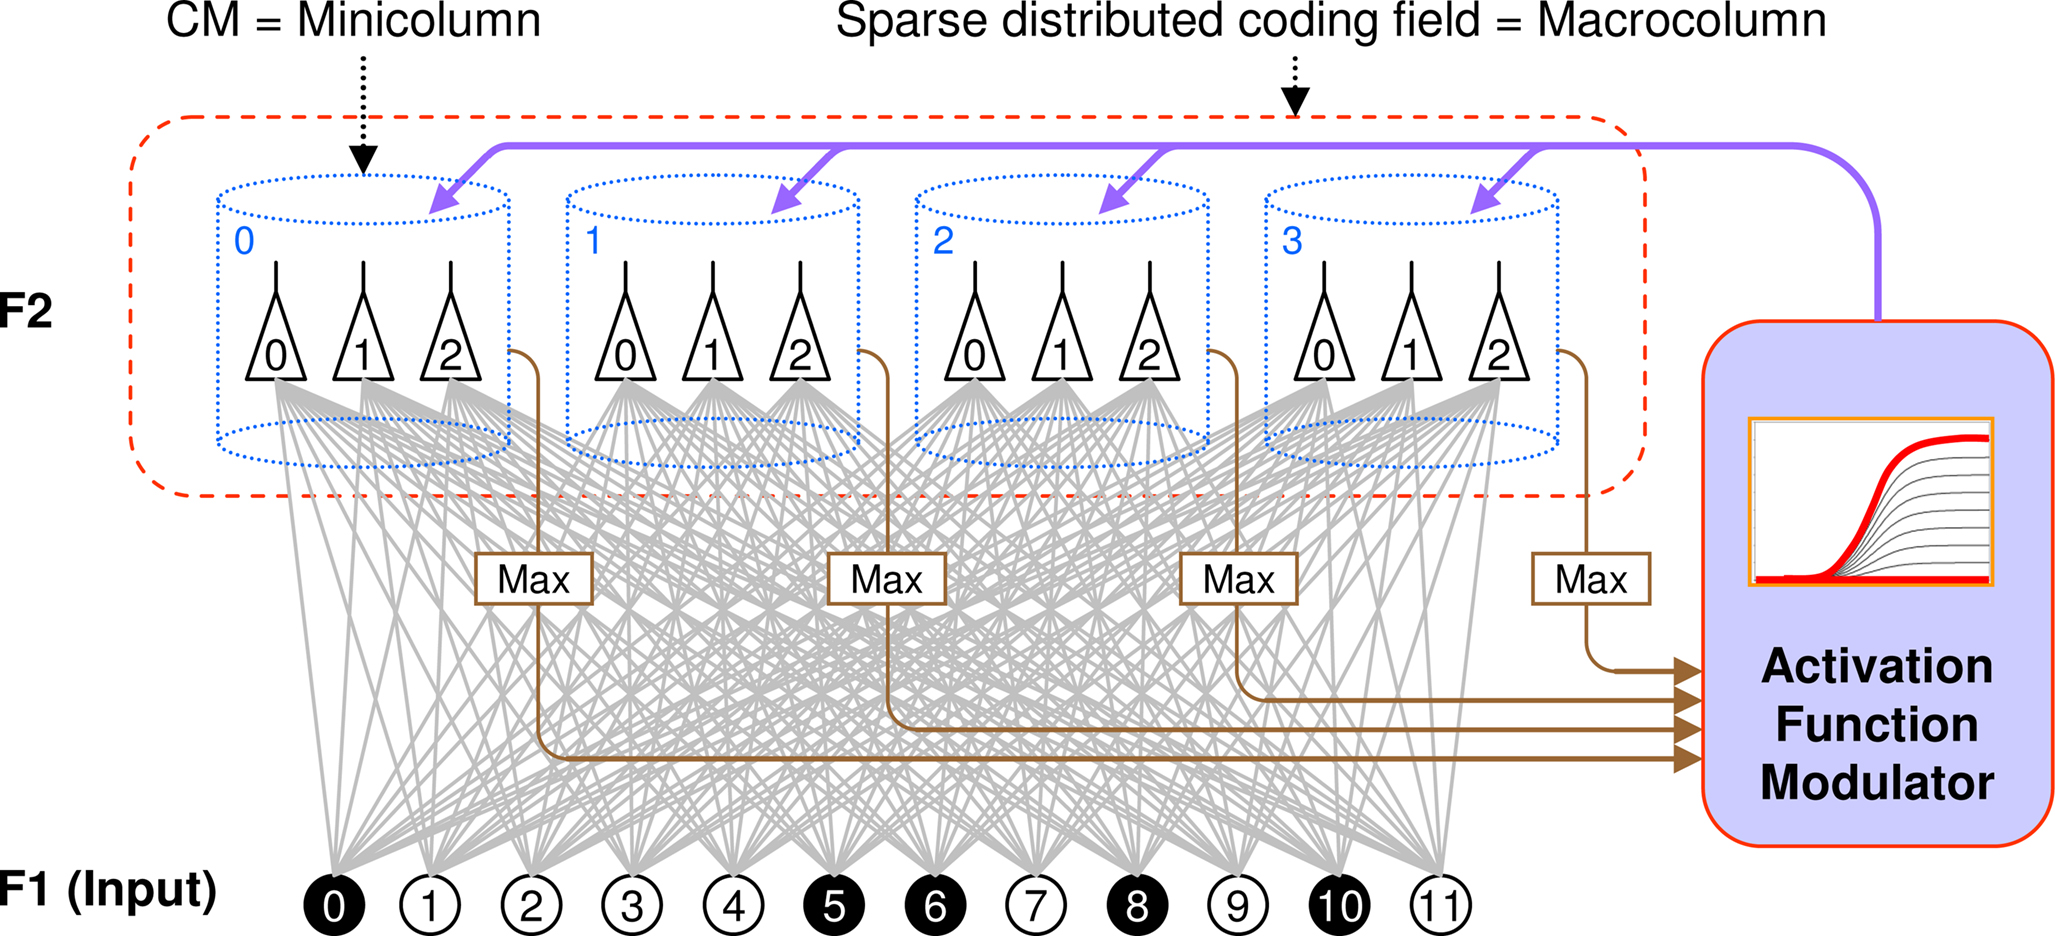 CM = Minicolumn
Sparse distributed coding field = Macrocolumn
0
1
2
3
F2
0 1 2
0 1 2
0 1 2
0 1 2
Max
Max
Max
Max
Activation
Function
Modulator
F1 (Input)
0 1 2 3 4 5 6 7 8 9 10 11